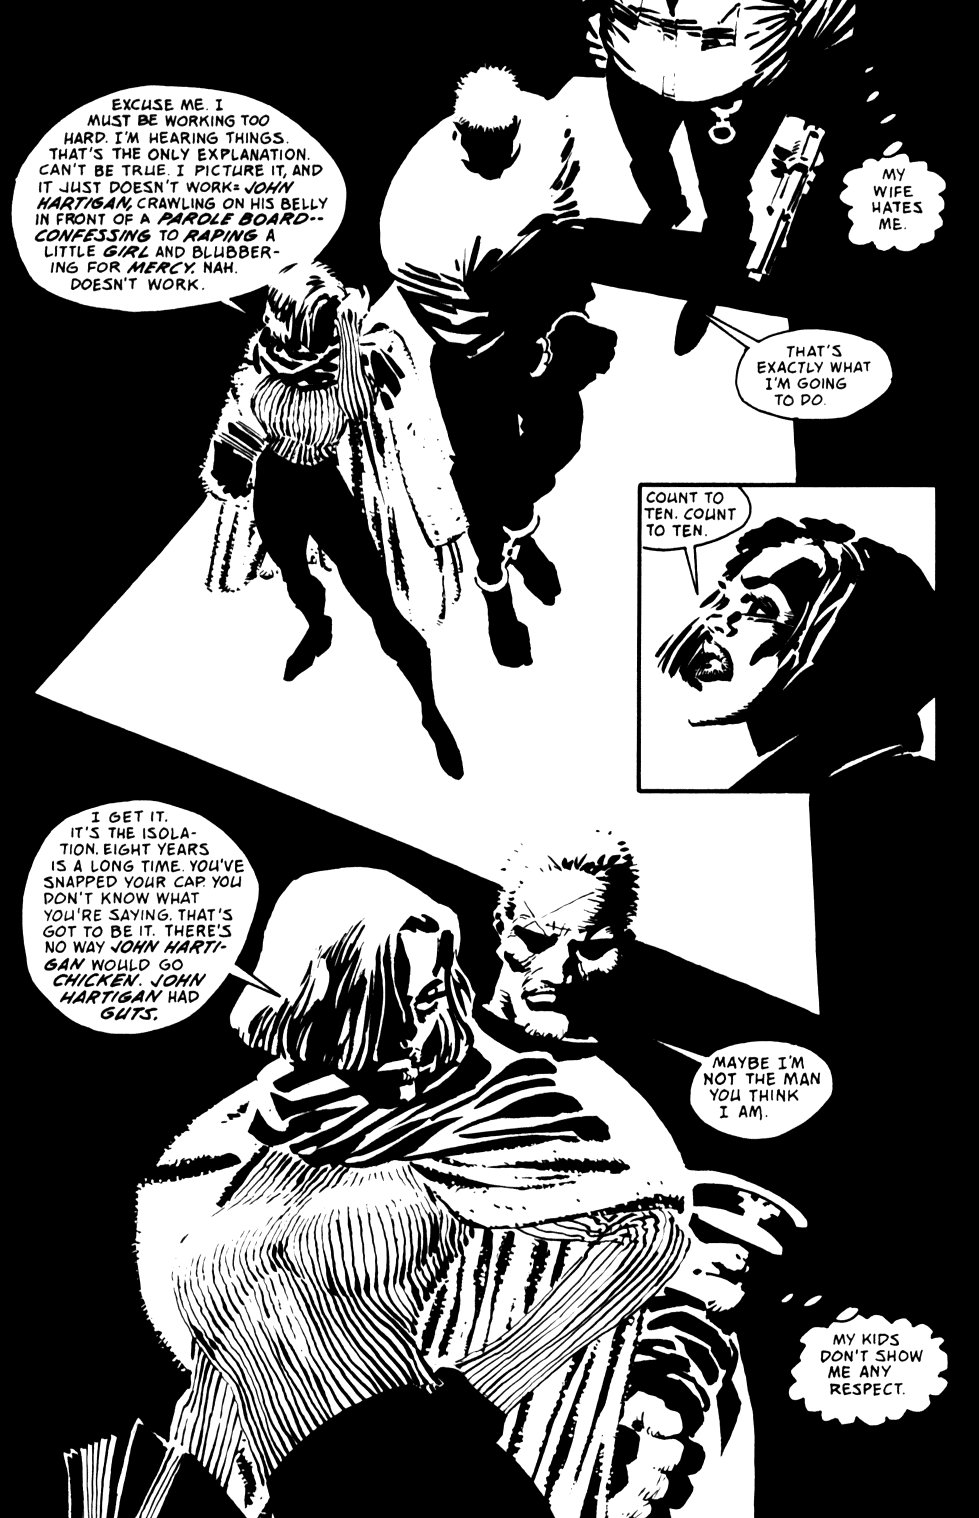 EXCUSE ME. I
MUST BE WORKING TOO
HARD. I'M HEARING THINGS.
THAT'S THE ONLY EXPLANATION.
CAN'T BE TRUE. I PICTURE IT, AND
IT JUST DOESN'T WORK: JOHN
HARTIGAN, CRAWLING ON HIS BELLY
IN FRONT OF A PAROLE BOARD--
CONFESSING TO RAPING A
LITTLE GIRL AND BLUBBER-
ING FOR MERCY. NAH.
DOESN'T WORK.
MY
WIFE
HATES
ME.
THAT'S
EXACTLY WHAT
I'M GOING
TO DO.
COUNT TO
TEN. COUNT
TO TEN.
I GET IT.
IT'S THE ISOLA-
TION. EIGHT YEARS
IS A LONG TIME. YOU'VE
SNAPPED YOUR CAP. YOU
DON'T KNOW WHAT
YOU'RE SAYING. THAT'S
GOT TO BE IT. THERE'S
NO WAY JOHN HARTI-
GAN WOULD GO
CHICKEN. JOHN
HARTIGAN HAD
GUTS.
MAYBE I'M
NOT THE MAN
YOU THINK
I AM.
MY KIDS
DON'T SHOW
ME ANY
RESPECT.